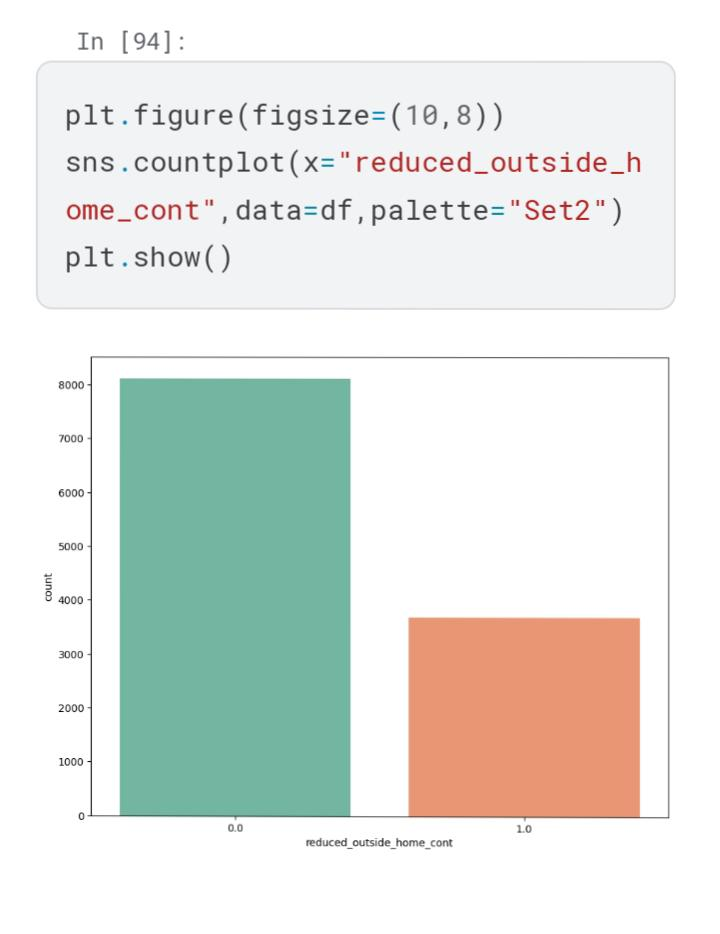 In [94]:
plt.figure(figsize=(10,8))
sns.countplot(x="reduced_outside_h
ome_cont",data=df,palette="Set2")
plt.show()
8000
7000
6000
5000
4000
3000
2000
1000
0
count
0.0
1.0
reduced_outside_home_cont